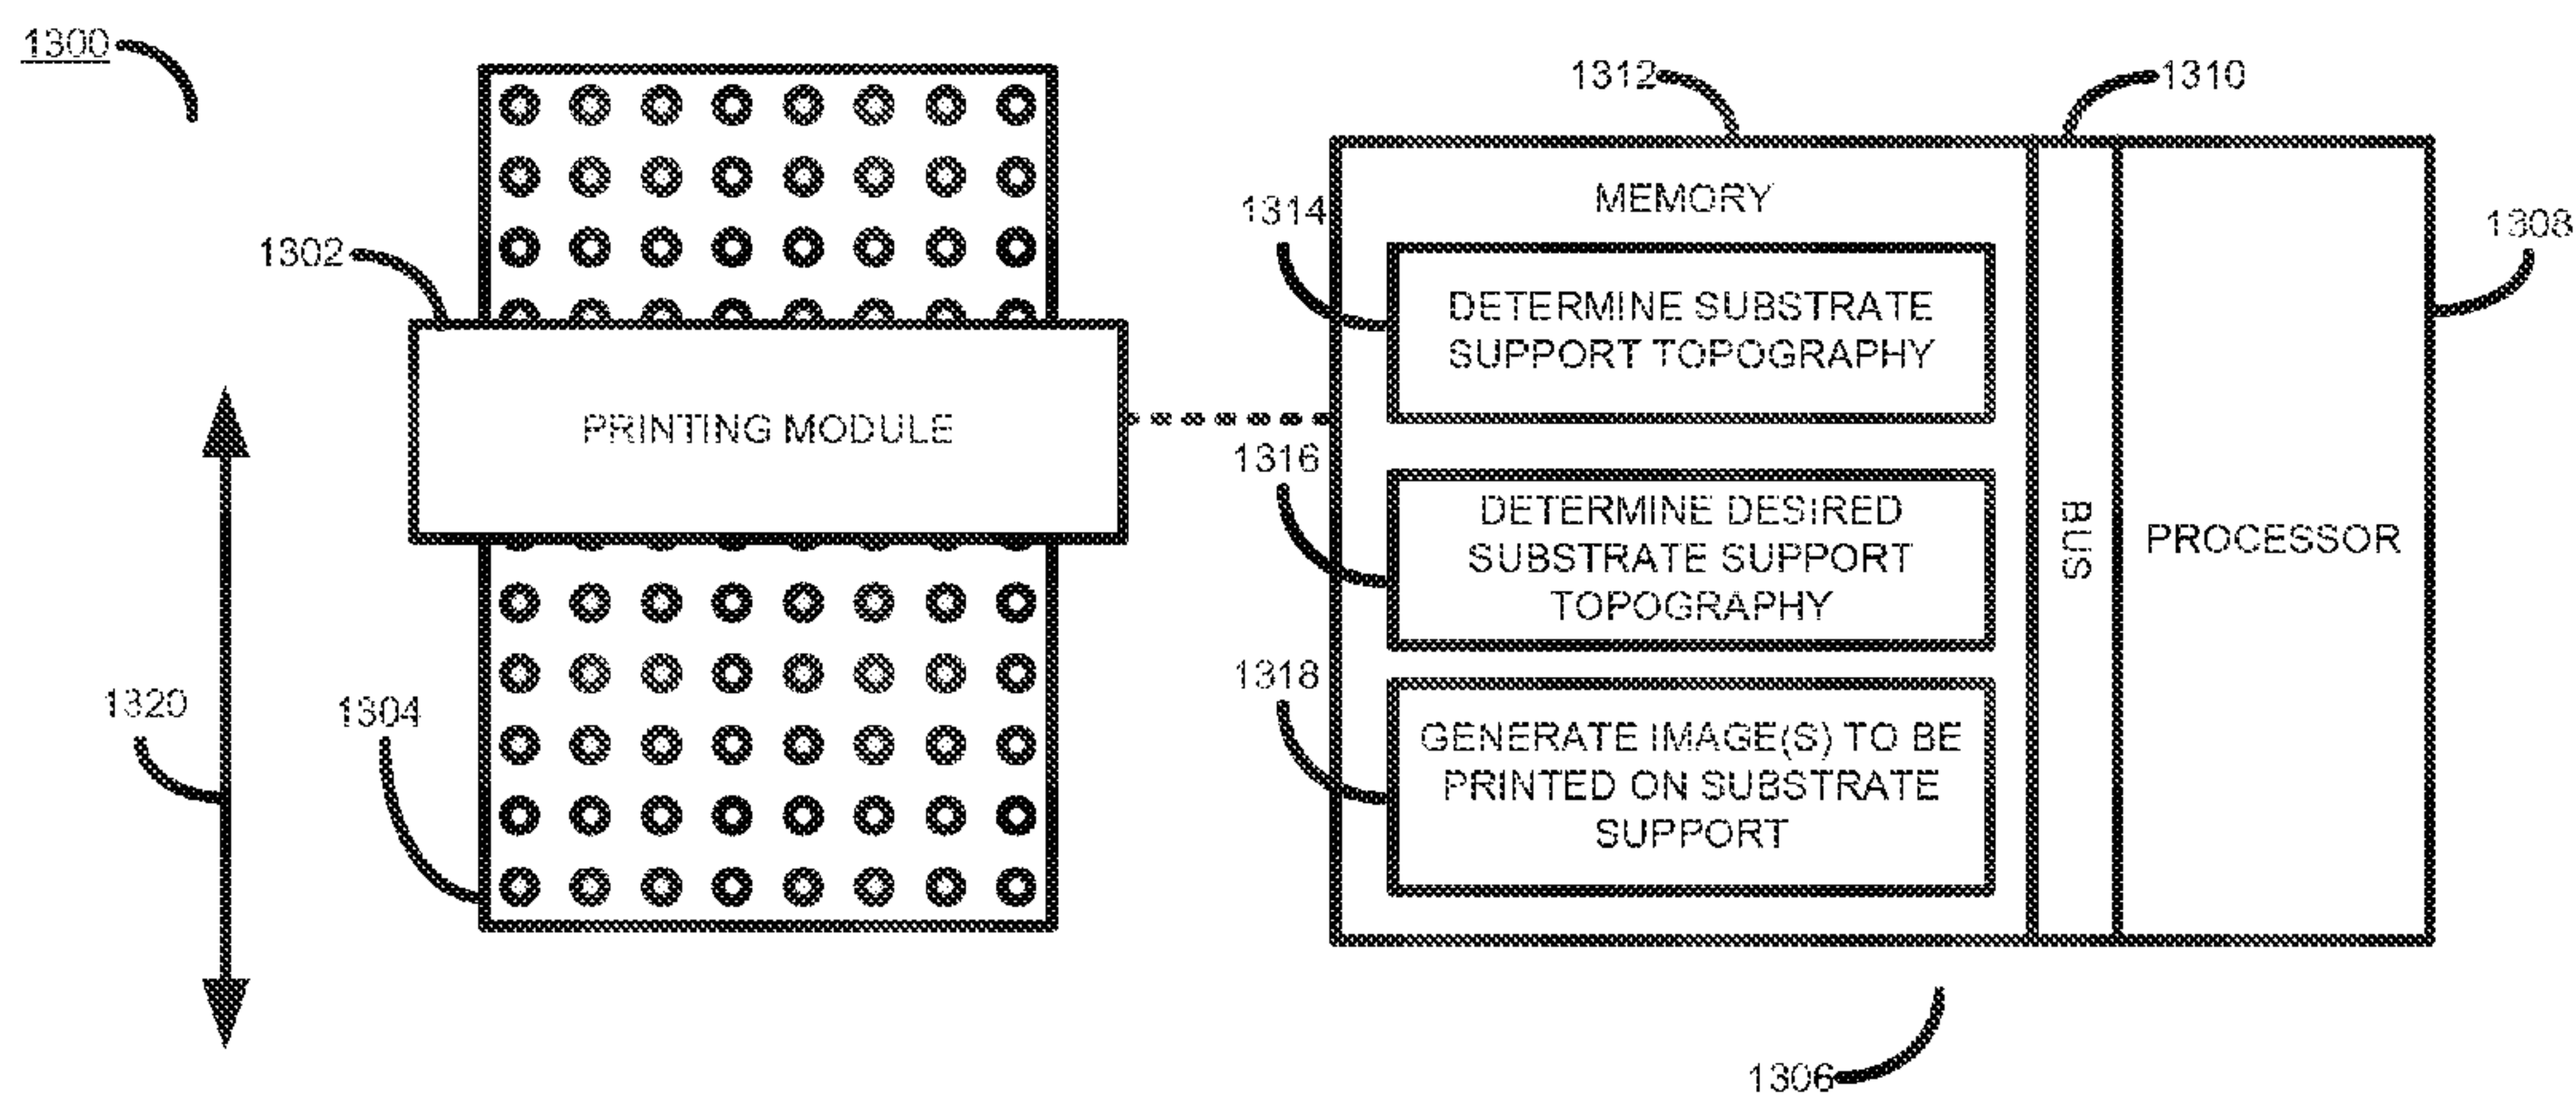 1300
1312
1310
MEMORY
1314
1308
1302
DETERMINE SUBSTRATE
SUPPORT TOPOGRAPHY
PRINTING MODULE
1316
DETERMINE DESIRED
SUBSTRATE SUPPORT
TOPOGRAPHY
BUS
PROCESSOR
1318
1320
1304
GENERATE IMAGE(S) TO BE
PRINTED ON SUBSTRATE
SUPPORT
1306